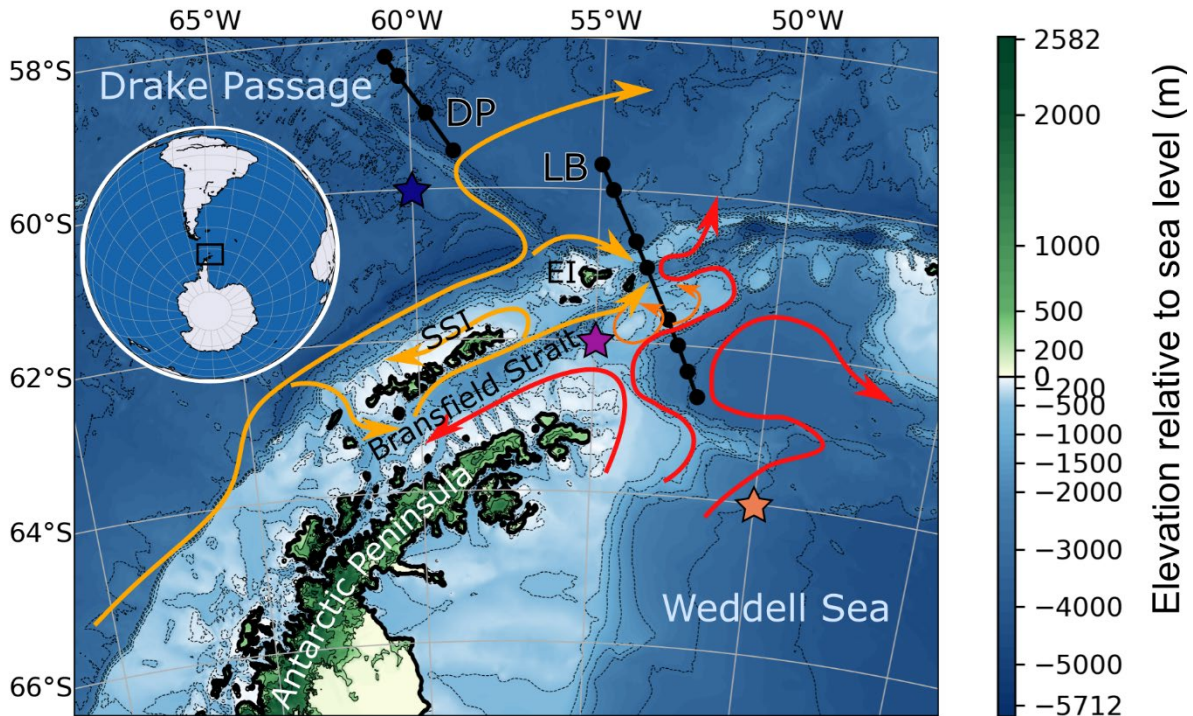 65°W 60°W 55°W 50°W
58°S
60°S
62°S
64°S
66°S
Drake Passage
DP
LB
EI
SSI
Bransfield Strait
Antarctic Peninsula
Weddell Sea
2582
2000
1000
500
200
0
−200
−500
−1000
−1500
−2000
−3000
−4000
−5000
−5712
Elevation relative to sea level (m)